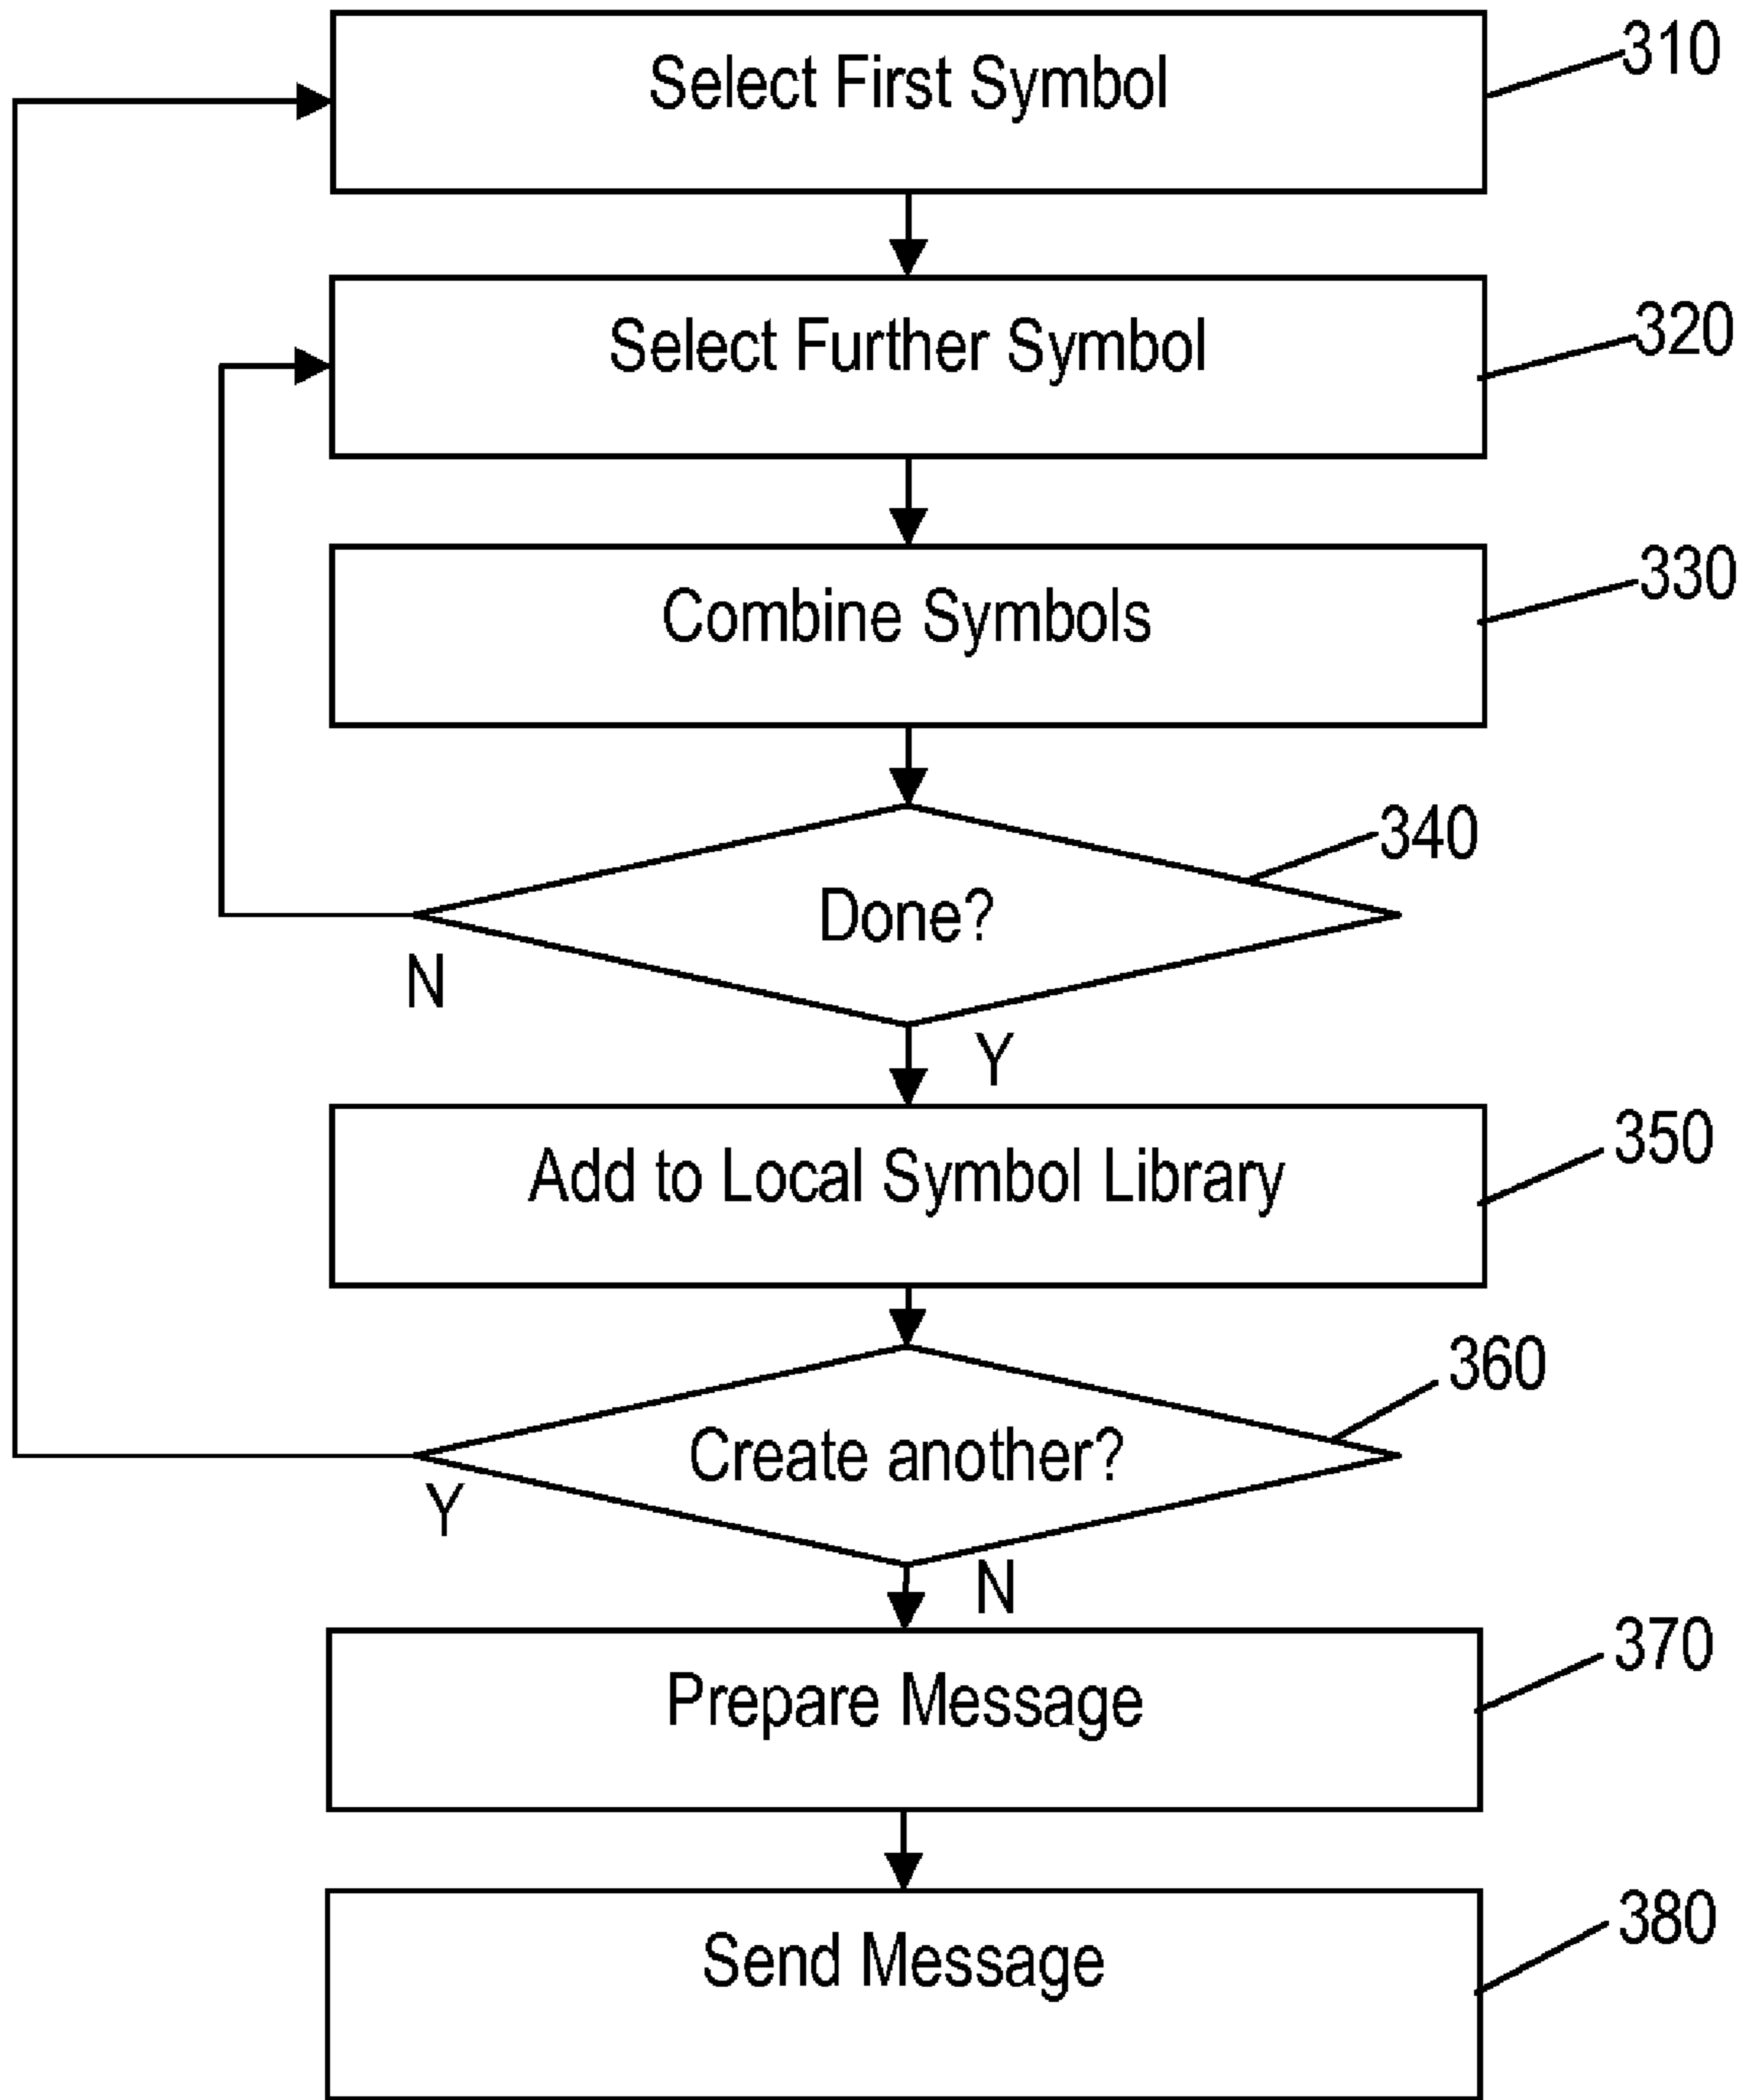 Select First Symbol
310
Select Further Symbol
320
Combine Symbols
330
340
Done?
N
Y
Add to Local Symbol Library
350
360
Create another?
Y
N
Prepare Message
370
Send Message
380